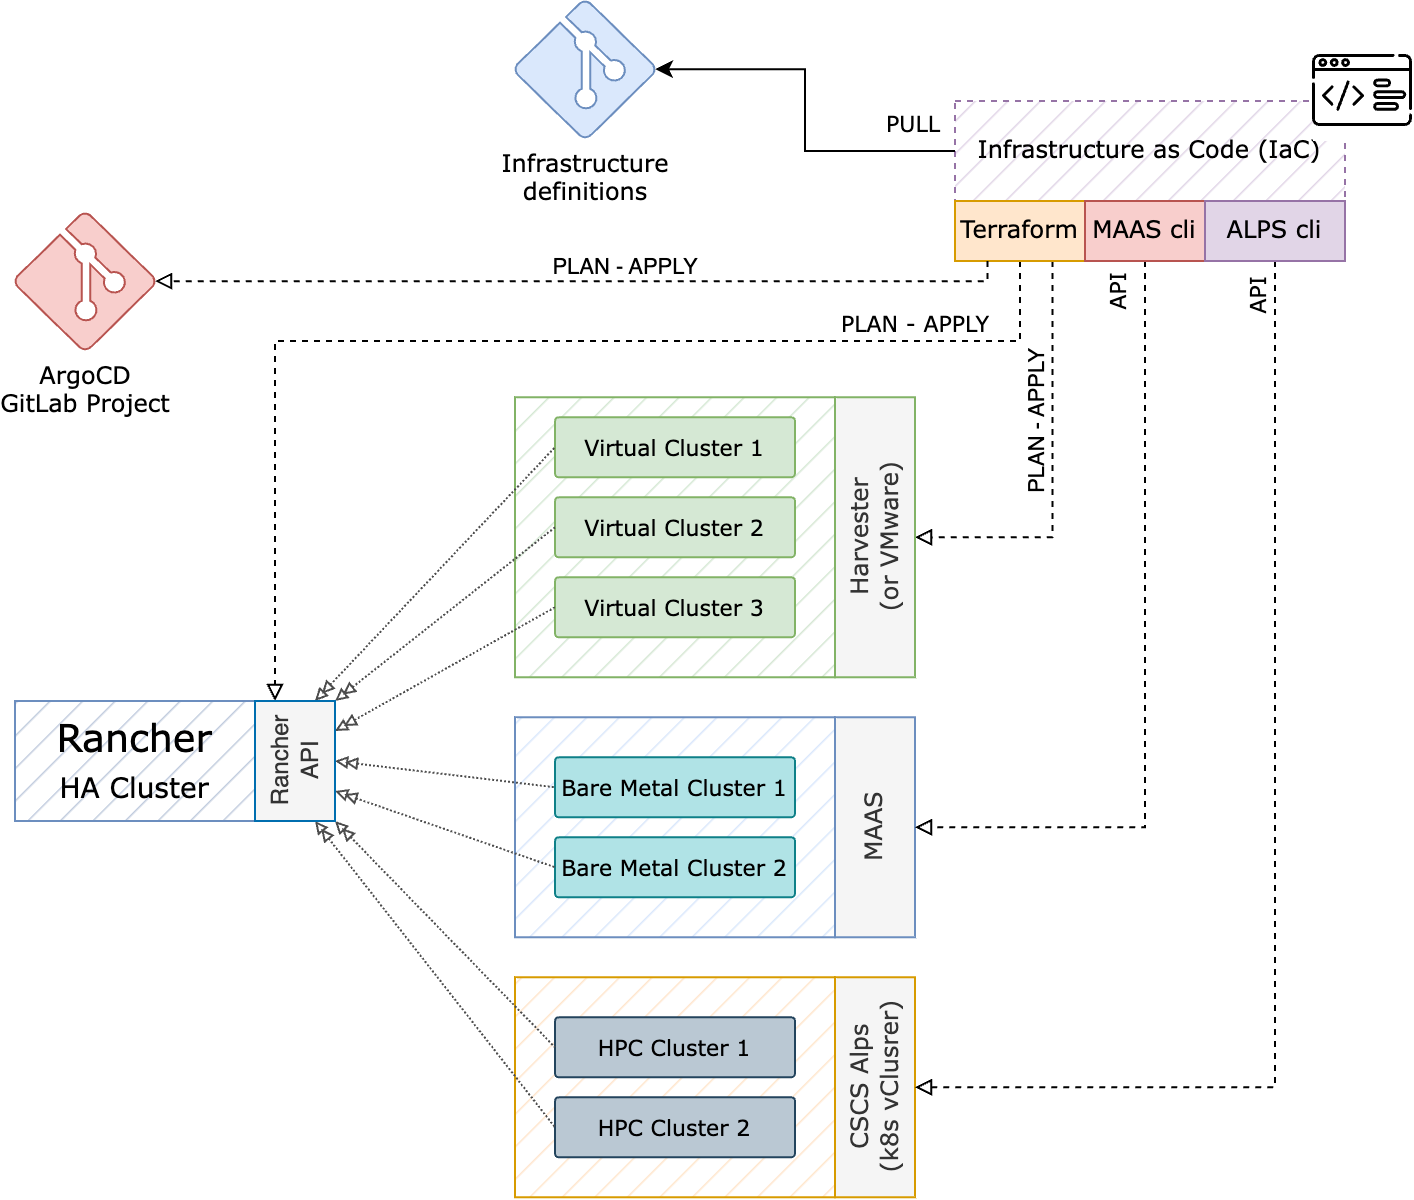 PULL
Infrastructure as Code (IaC)
Infrastructure
definitions
Terraform
MAAS cli
ALPS cli
PLAN - APPLY
API
API
PLAN - APPLY
PLAN - APPLY
ArgoCD
GitLab Project
Virtual Cluster 1
Virtual Cluster 2
Virtual Cluster 3
Harvester
(or VMware)
Rancher
HA Cluster
Rancher
API
Bare Metal Cluster 1
Bare Metal Cluster 2
MAAS
HPC Cluster 1
HPC Cluster 2
CSCS Alps
(k8s vClusrer)